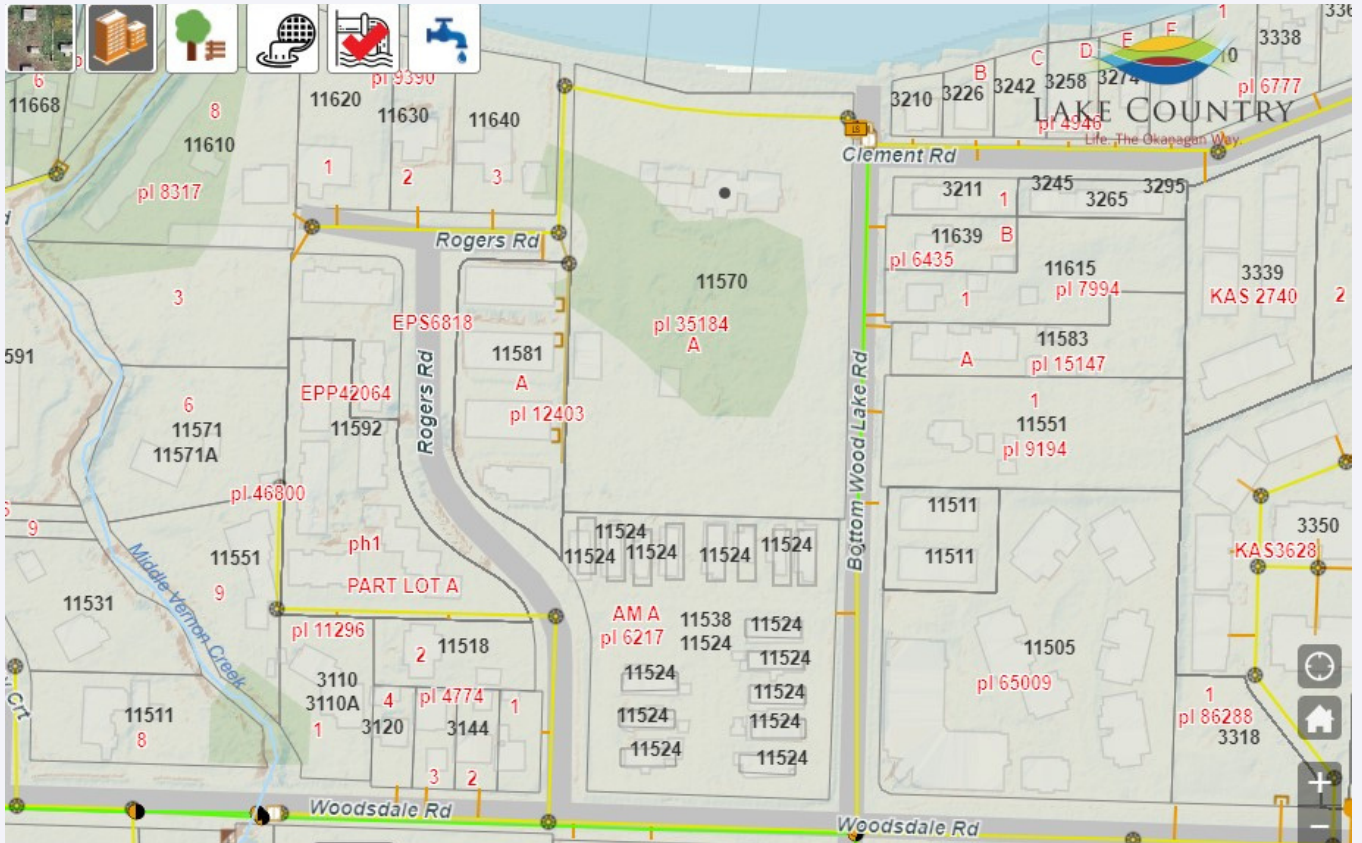 6
11668
8
11610
pl 8317
3
591
6
11571
11571A
pl 46800
9
11551
9
11531
Middle Vernon Creek
y Crt
11511
8
pl 9390
11620
11630
11640
1
2
3
Rogers Rd
EPS6818
EPP42064
11592
Rogers Rd
11581
A
pl 12403
ph1
PART LOT A
pl 11296
2
11518
3110
3110A
1
4
pl 4774
1
3120
3144
3
2
Woodsdale Rd
11570
pl 35184
A
11524
11524
11524
11524
11524
AM A
pl 6217
11538
11524
11524
11524
11524
11524
11524
11524
11524
11524
Bottom Wood Lake Rd
LS
Clement Rd
B
C
D
E
F
1
3210
3226
3242
3258
3274
10
3338
336
pl 6777
pl 4946
LAKE COUNTRY
Life. The Okanagan Way.
3211
1
3245
3265
3295
11639
B
pl 6435
11615
pl 7994
1
3339
KAS 2740
2
11583
A
pl 15147
1
11551
pl 9194
11511
11511
11505
pl 65009
3350
KAS3628
1
pl 86288
3318
Woodsdale Rd
+
−